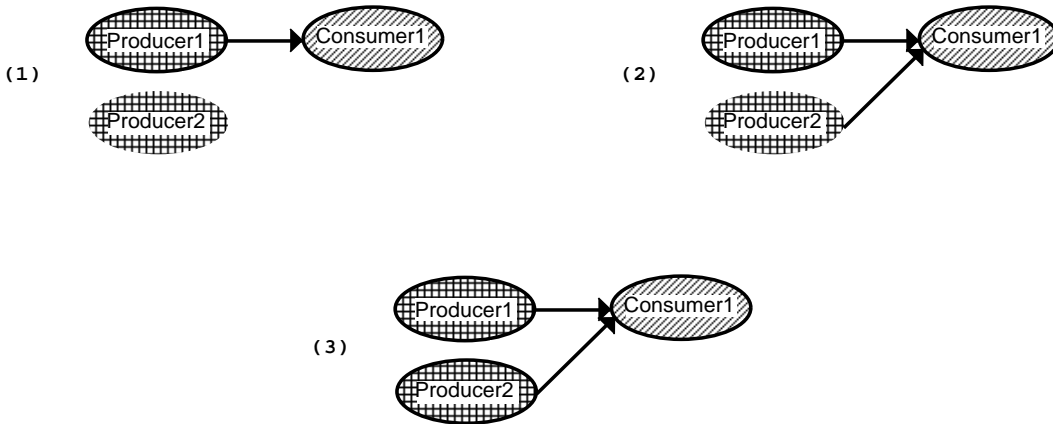 Producer1
Consumer1
(1)
Producer2
Producer1
Consumer1
(2)
Producer2
Producer1
Consumer1
(3)
Producer2